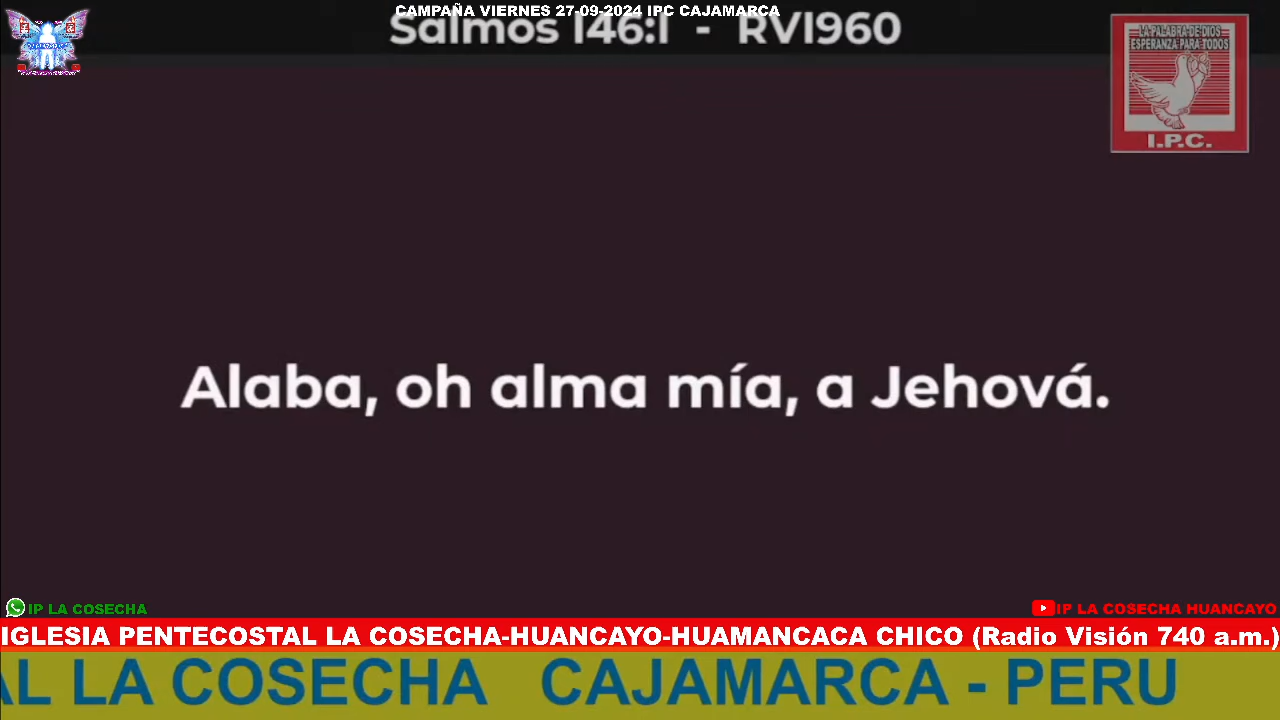 CAMPAÑA VIERNES 27-09-2024 IPC CAJAMARCA
Salmos 146:1 - RV1960
LA PALABRA DE DIOS
ESPERANZA PARA TODOS
I.P.C.
Alaba, oh alma mía, a Jehová.
IP LA COSECHA
IP LA COSECHA HUANCAYO
IGLESIA PENTECOSTAL LA COSECHA-HUANCAYO-HUAMANCACA CHICO (Radio Visión 740 a.m.)
AL LA COSECHA CAJAMARCA - PERU